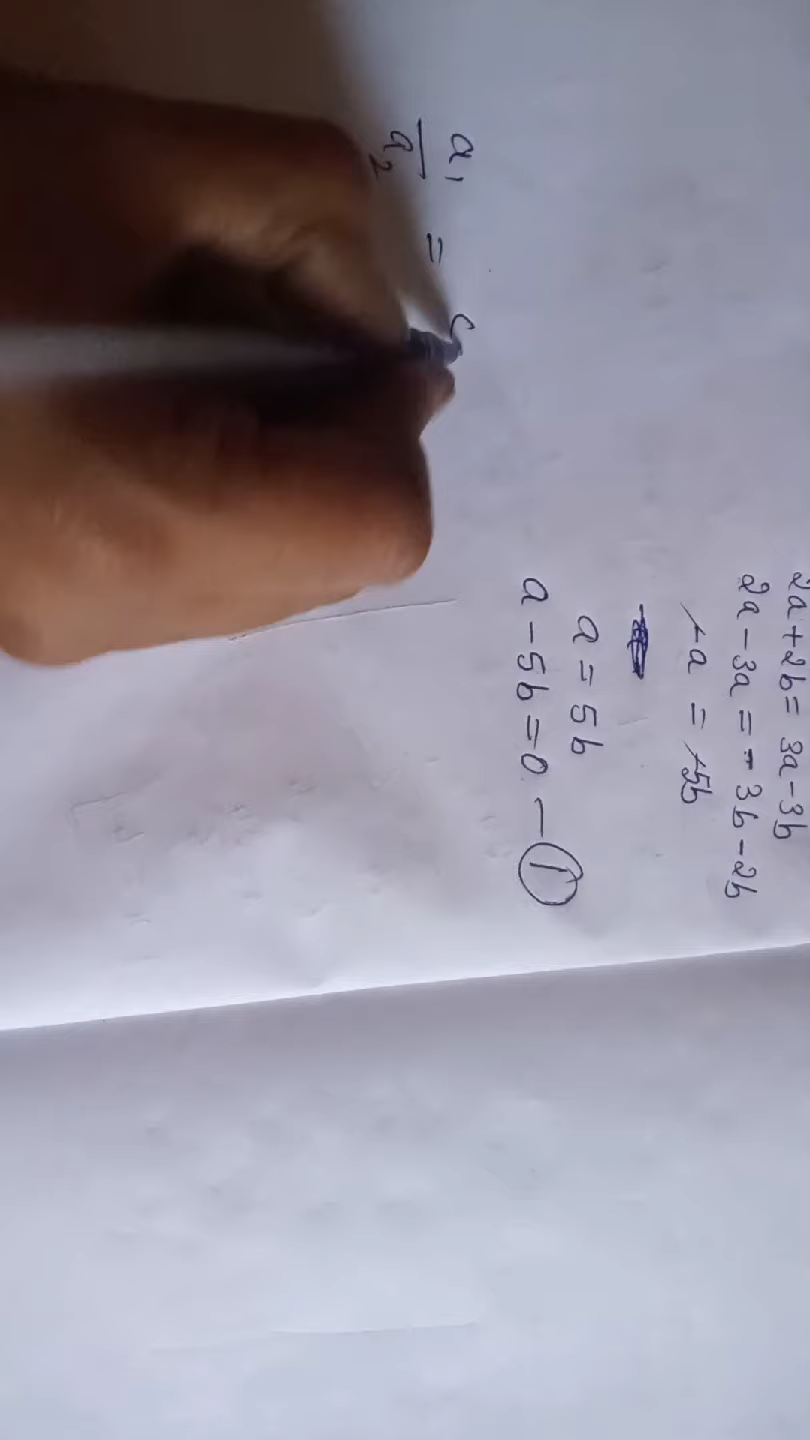 2a+2b= 3a-3b
2a-3a = -3b-2b
-a = -5b
a = 5b
a-5b=0 - ①
a₁/a₂ = c